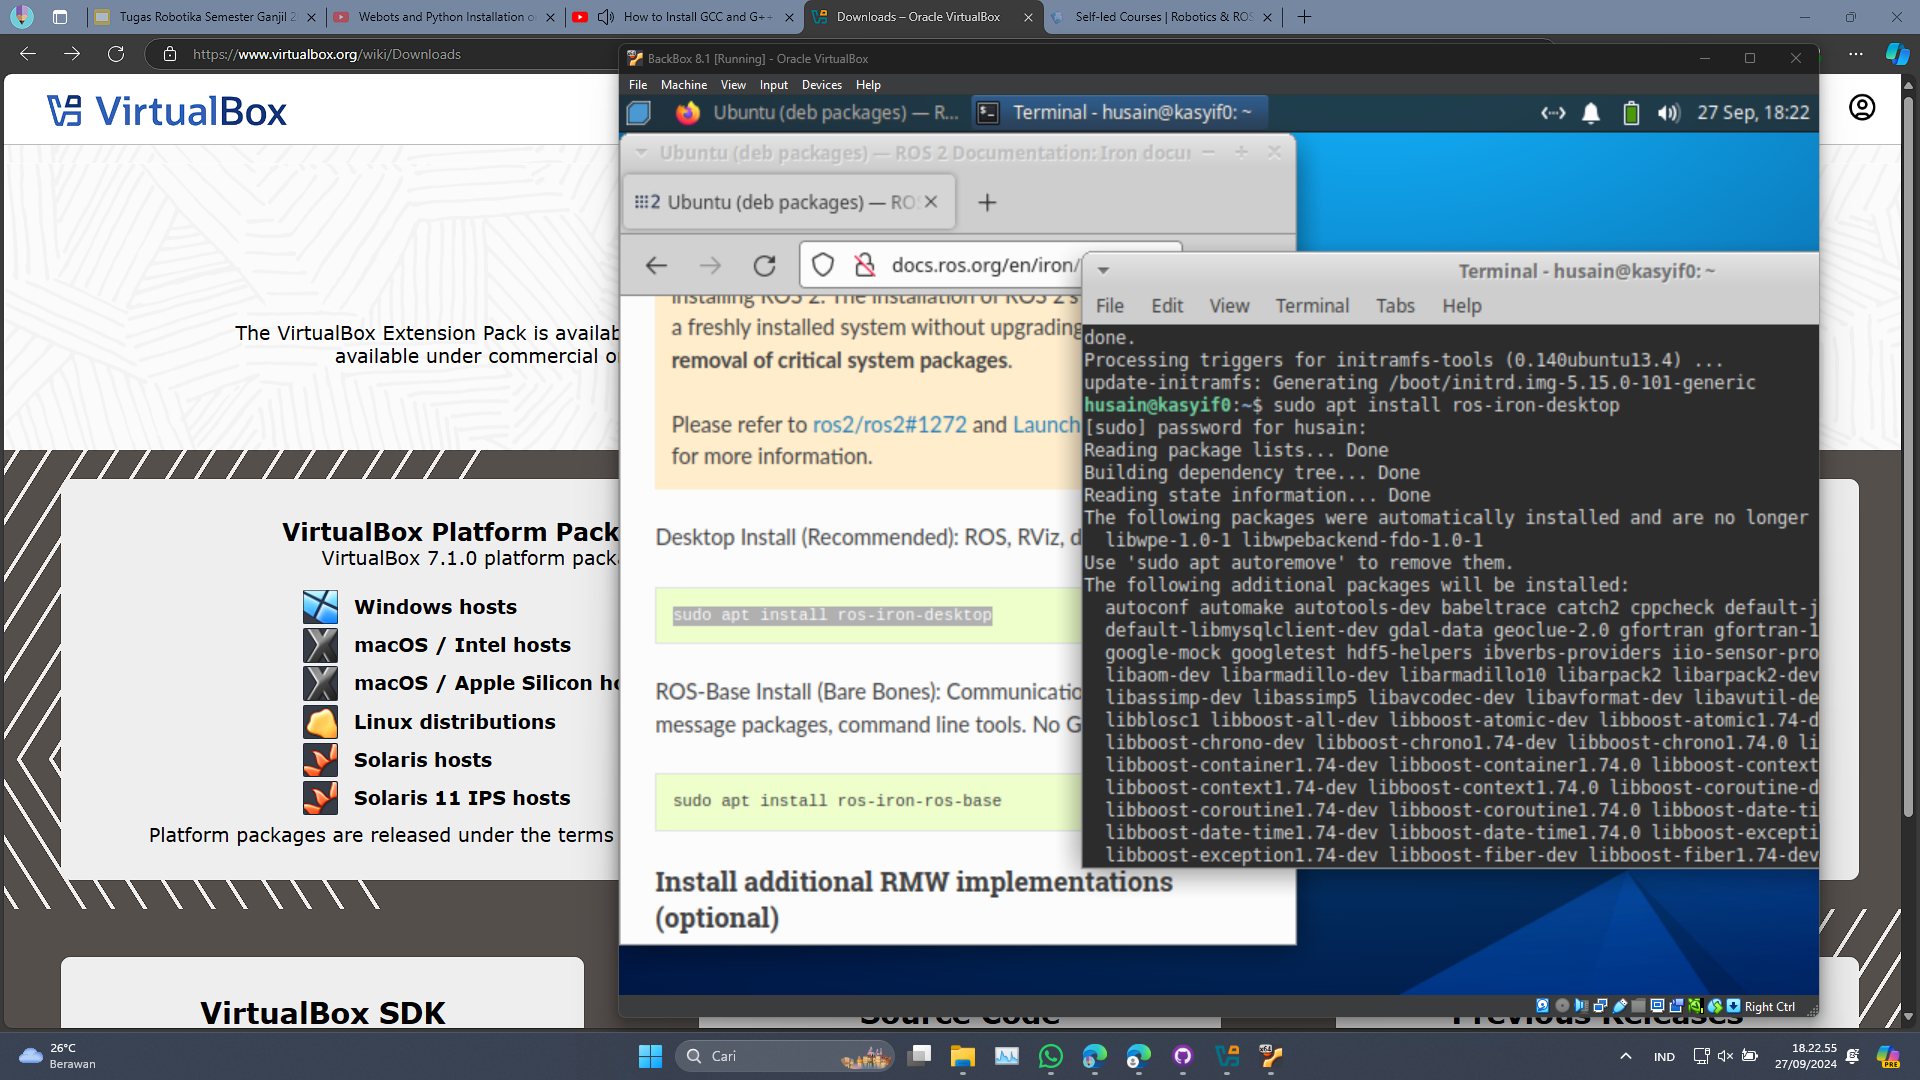 Tugas Robotika Semester Ganjil 2
Webots and Python Installation o
How to Install GCC and G++
Downloads – Oracle VirtualBox
Self-led Courses | Robotics & ROS
https://www.virtualbox.org/wiki/Downloads
VirtualBox
The VirtualBox Extension Pack is availab
available under commercial o
VirtualBox Platform Pack
VirtualBox 7.1.0 platform pack
Windows hosts
macOS / Intel hosts
macOS / Apple Silicon ho
Linux distributions
Solaris hosts
Solaris 11 IPS hosts
Platform packages are released under the terms
VirtualBox SDK
Source Code
Previous Releases
BackBox 8.1 [Running] - Oracle VirtualBox
File Machine View Input Devices Help
Ubuntu (deb packages) — R...
Terminal - husain@kasyif0: ~
27 Sep, 18:22
Ubuntu (deb packages) — ROS 2 Documentation: Iron docu
Ubuntu (deb packages) — ROS
docs.ros.org/en/iron/
installing ROS 2. The installation of ROS 2's
a freshly installed system without upgrading
removal of critical system packages.
Please refer to ros2/ros2#1272 and Launch
for more information.
Desktop Install (Recommended): ROS, RViz, d
sudo apt install ros-iron-desktop
ROS-Base Install (Bare Bones): Communicatio
message packages, command line tools. No G
sudo apt install ros-iron-ros-base
Install additional RMW implementations
(optional)
Terminal - husain@kasyif0: ~
File Edit View Terminal Tabs Help
done.
Processing triggers for initramfs-tools (0.140ubuntu13.4) ...
update-initramfs: Generating /boot/initrd.img-5.15.0-101-generic
husain@kasyif0:~$ sudo apt install ros-iron-desktop
[sudo] password for husain:
Reading package lists... Done
Building dependency tree... Done
Reading state information... Done
The following packages were automatically installed and are no longer
libwpe-1.0-1 libwpebackend-fdo-1.0-1
Use 'sudo apt autoremove' to remove them.
The following additional packages will be installed:
autoconf automake autotools-dev babeltrace catch2 cppcheck default-j
default-libmysqlclient-dev gdal-data geoclue-2.0 gfortran gfortran-1
google-mock googletest hdf5-helpers ibverbs-providers iio-sensor-pro
libaom-dev libarmadillo-dev libarmadillo10 libarpack2 libarpack2-dev
libassimp-dev libassimp5 libavcodec-dev libavformat-dev libavutil-de
libblosc1 libboost-all-dev libboost-atomic-dev libboost-atomic1.74-d
libboost-chrono-dev libboost-chrono1.74-dev libboost-chrono1.74.0 li
libboost-container1.74-dev libboost-container1.74.0 libboost-context
libboost-context1.74-dev libboost-context1.74.0 libboost-coroutine-d
libboost-coroutine1.74-dev libboost-coroutine1.74.0 libboost-date-ti
libboost-date-time1.74-dev libboost-date-time1.74.0 libboost-excepti
libboost-exception1.74-dev libboost-fiber-dev libboost-fiber1.74-dev
Right Ctrl
26°C
Berawan
Cari
IND
18.22.55
27/09/2024